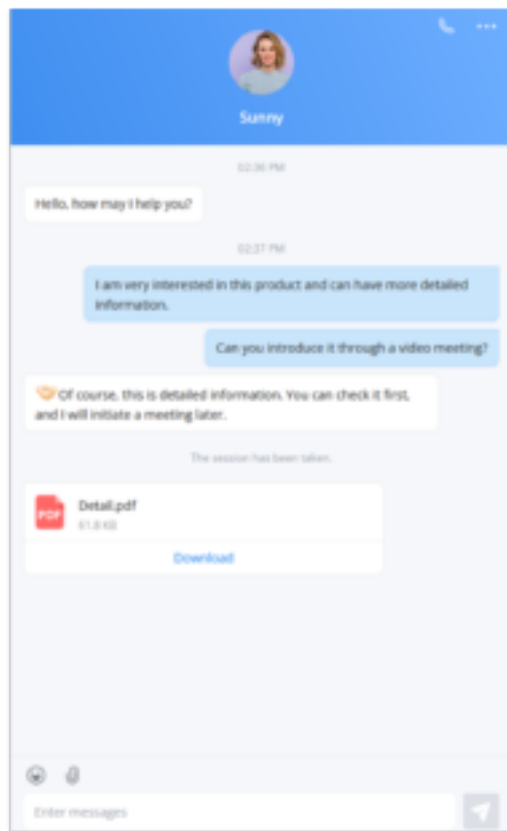 Sunny
02:36 PM
Hello, how may I help you?
02:37 PM
I am very interested in this product and can have more detailed
information.
Can you introduce it through a video meeting?
🤝Of course, this is detailed information. You can check it first,
and I will initiate a meeting later.
The session has been taken.
PDF
Detail.pdf
61.8 KB
Download
Enter messages